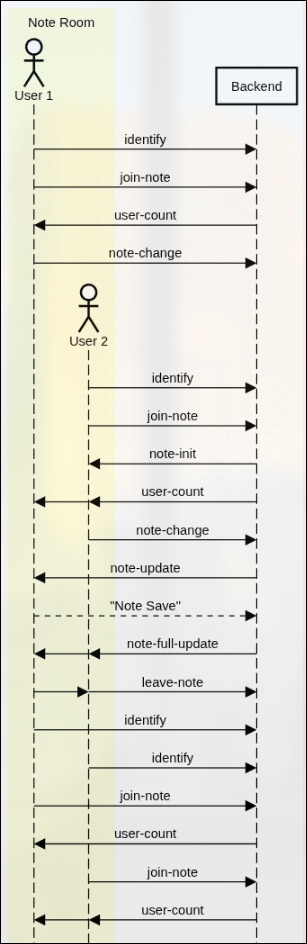 Note Room
User 1
Backend
identify
join-note
user-count
note-change
User 2
identify
join-note
note-init
user-count
note-change
note-update
"Note Save"
note-full-update
leave-note
identify
identify
join-note
user-count
join-note
user-count